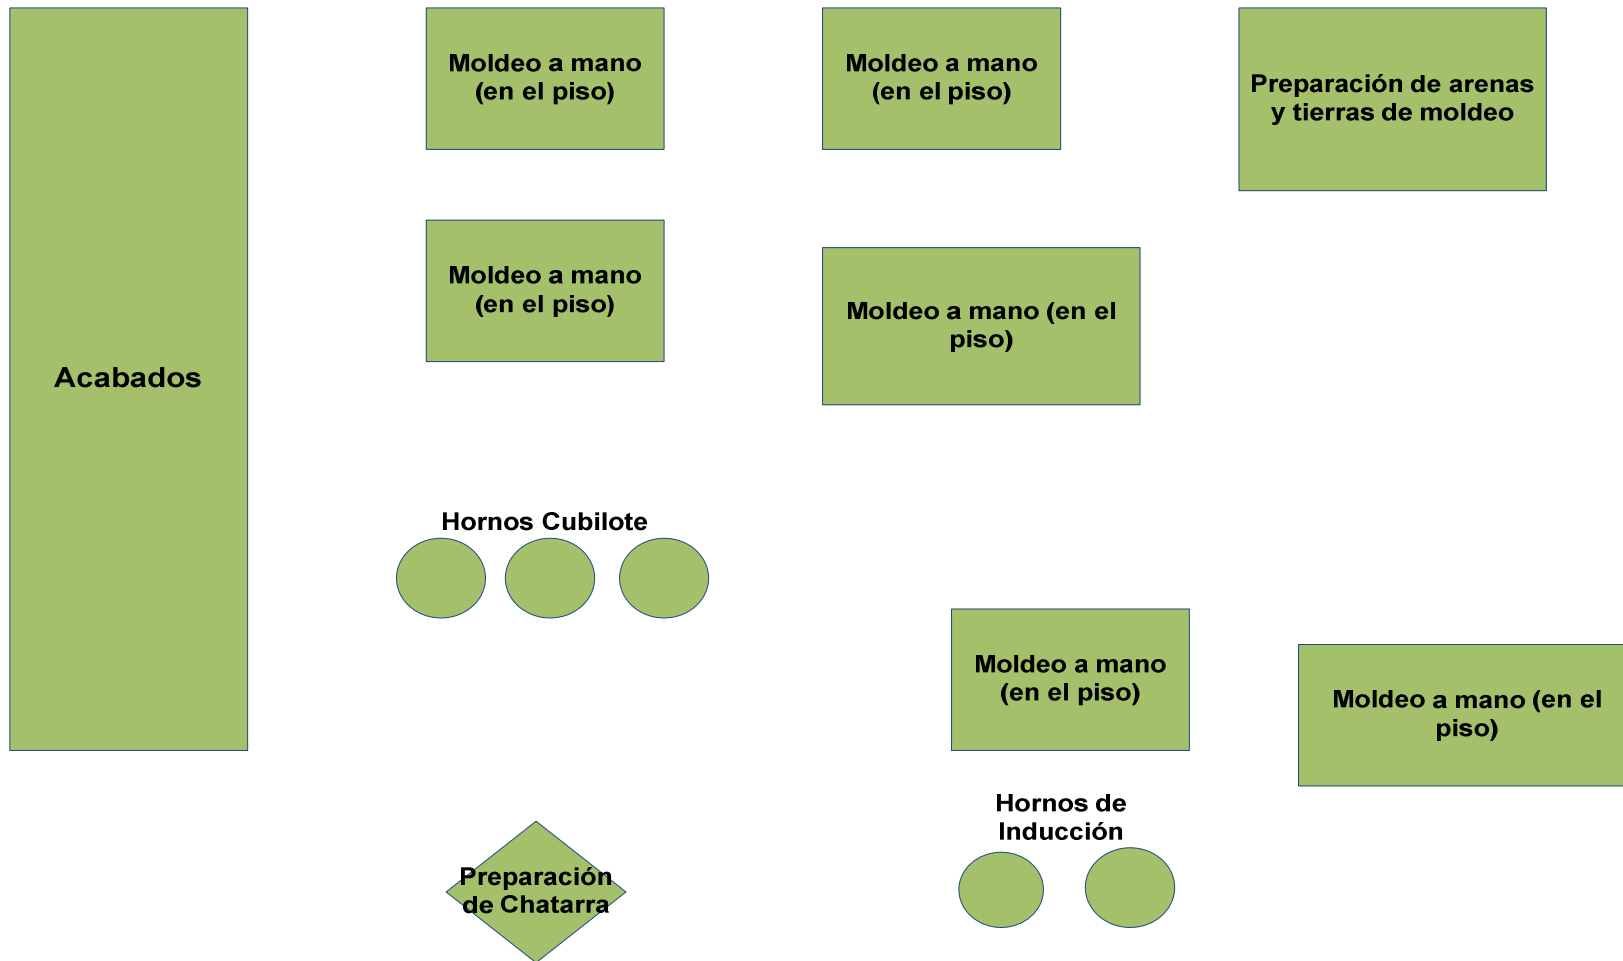 Moldeo a mano
(en el piso)
Moldeo a mano
(en el piso)
Preparación de arenas
y tierras de moldeo
Moldeo a mano
(en el piso)
Moldeo a mano (en el
piso)
Acabados
Hornos Cubilote
Moldeo a mano
(en el piso)
Moldeo a mano (en el
piso)
Hornos de
Inducción
Preparación
de Chatarra